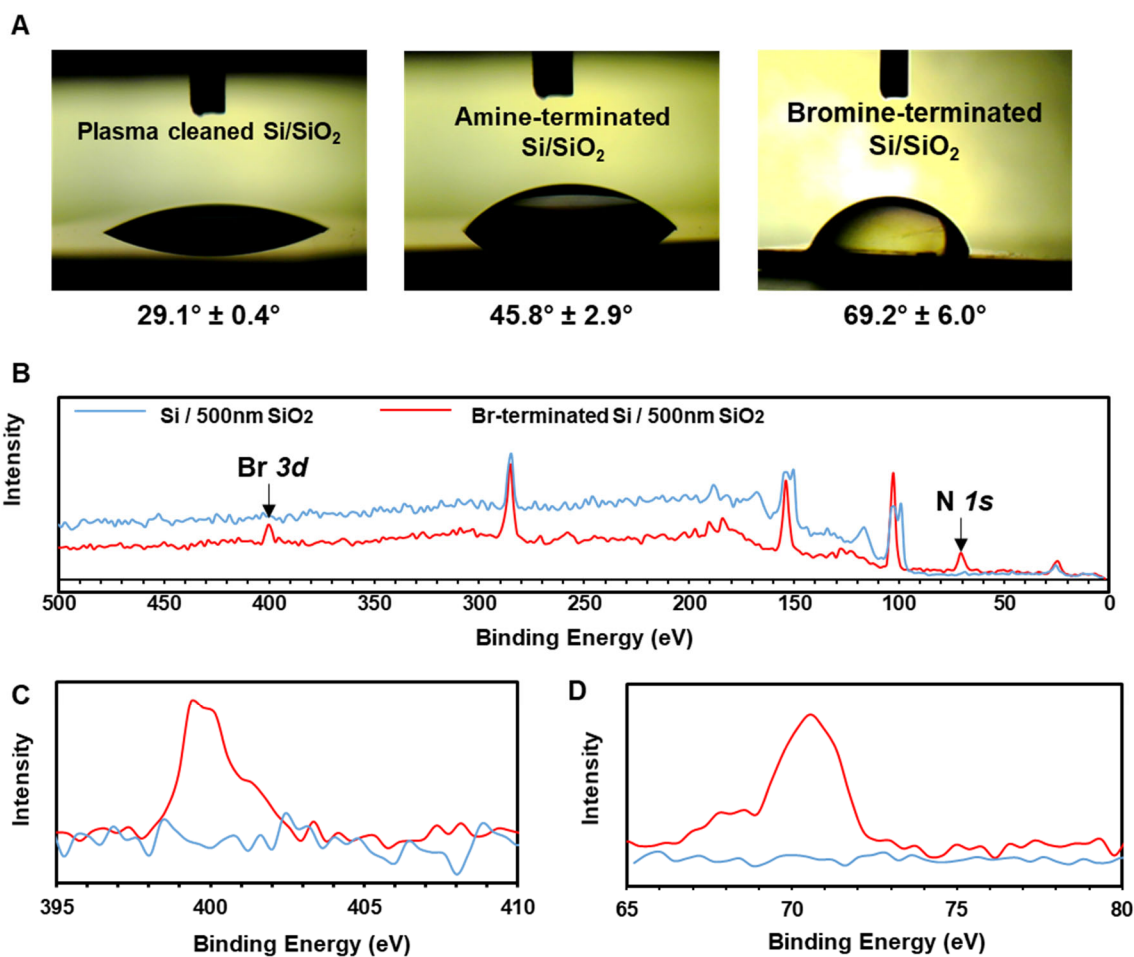 A
Plasma cleaned Si/SiO₂
Amine-terminated
Si/SiO₂
Bromine-terminated
Si/SiO₂
29.1° ± 0.4°
45.8° ± 2.9°
69.2° ± 6.0°
B
Intensity
Si / 500nm SiO₂
Br-terminated Si / 500nm SiO₂
Br 3d
N 1s
500 450 400 350 300 250 200 150 100 50 0
Binding Energy (eV)
C
Intensity
395 400 405 410
Binding Energy (eV)
D
Intensity
65 70 75 80
Binding Energy (eV)